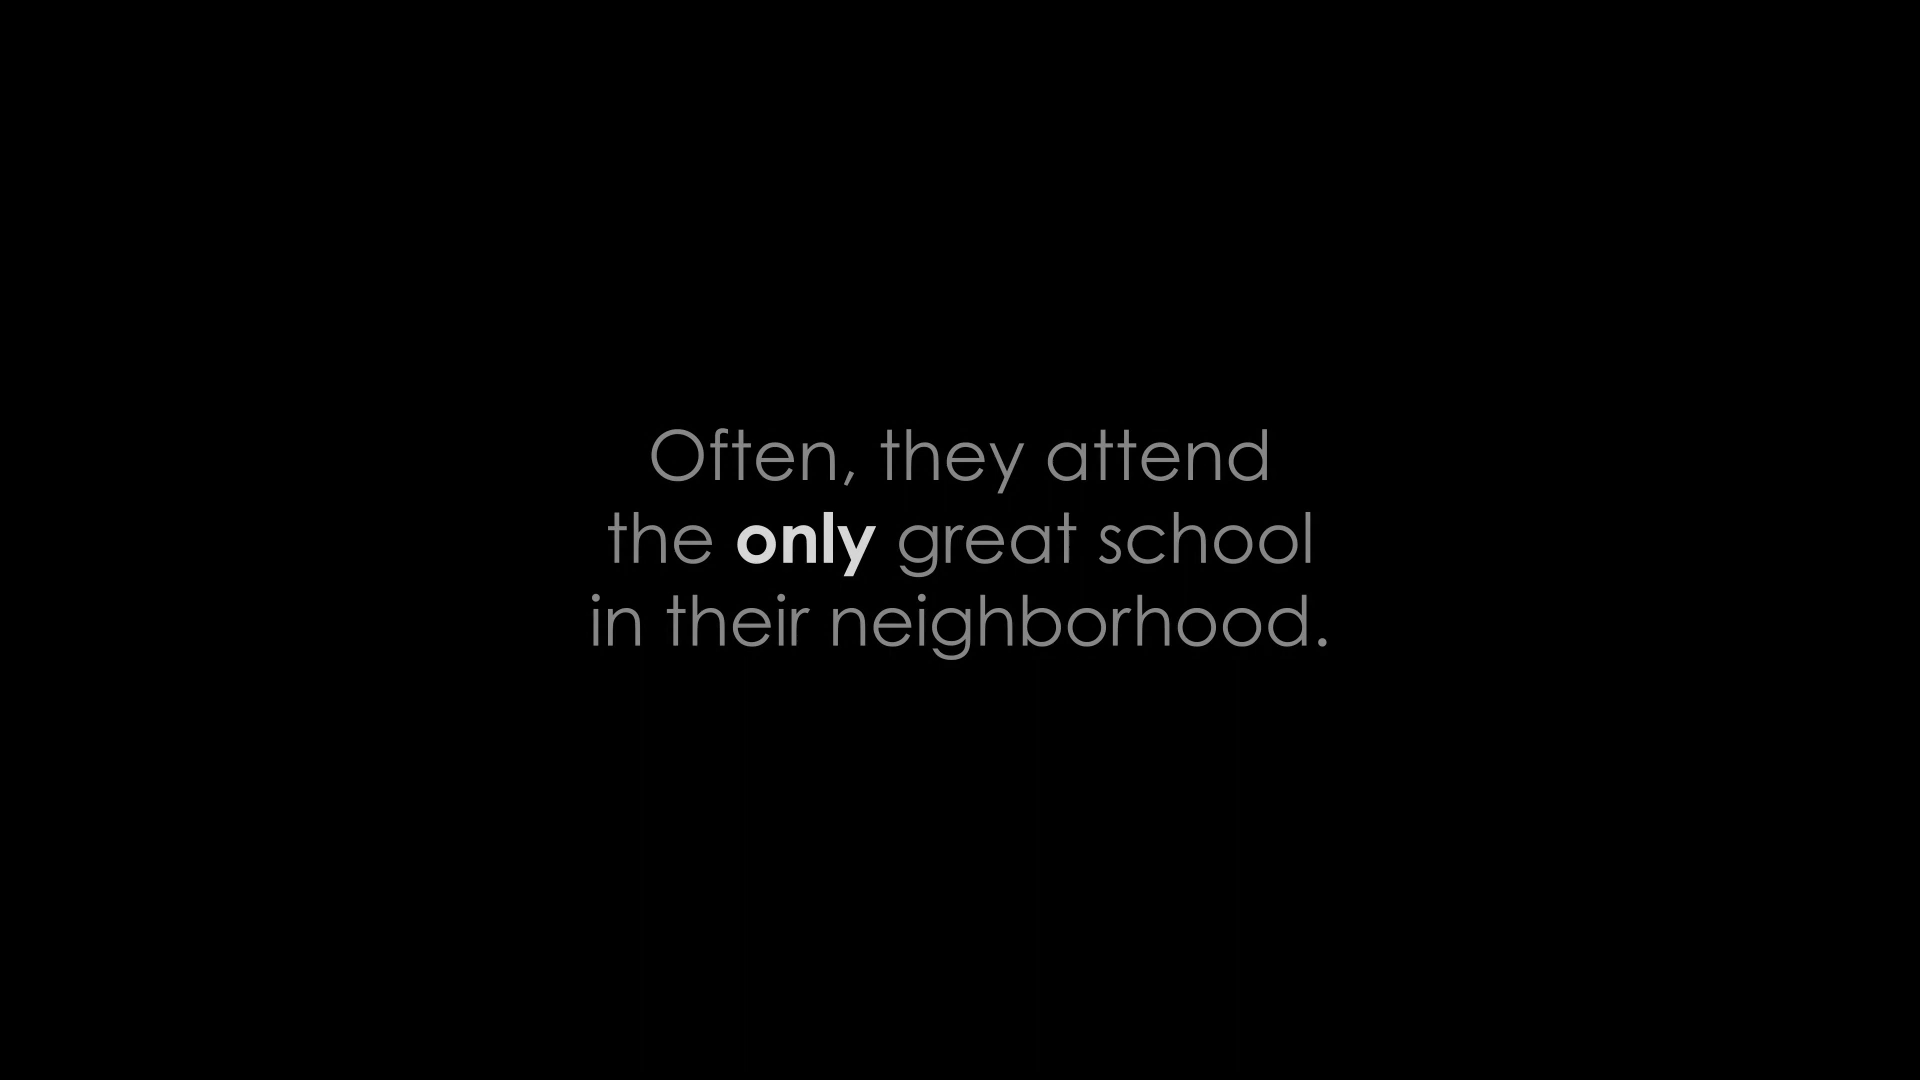 Often, they attend
the only great school
in their neighborhood.